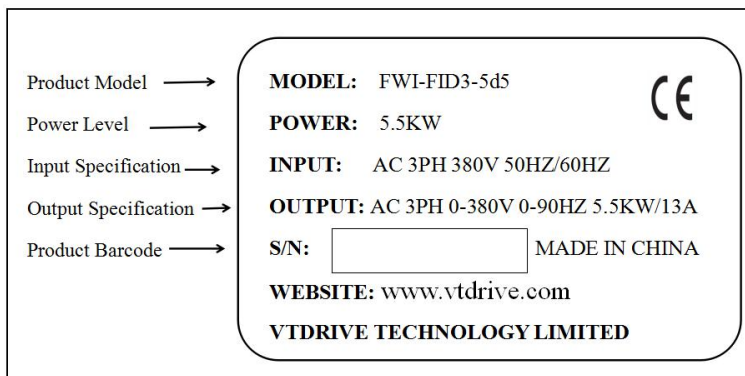 Product Model MODEL: FWI-FID3-5d5
CE
Power Level POWER: 5.5KW
Input Specification INPUT: AC 3PH 380V 50HZ/60HZ
Output Specification OUTPUT: AC 3PH 0-380V 0-90HZ 5.5KW/13A
Product Barcode S/N: MADE IN CHINA
WEBSITE: www.vtdrive.com
VTDRIVE TECHNOLOGY LIMITED